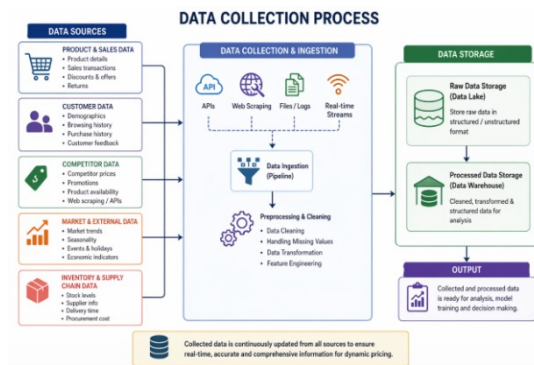 DATA COLLECTION PROCESS
DATA SOURCES
PRODUCT & SALES DATA
• Product details
• Sales transactions
• Discounts & offers
• Returns
CUSTOMER DATA
• Demographics
• Browsing history
• Purchase history
• Customer feedback
COMPETITOR DATA
• Competitor prices
• Promotions
• Product availability
• Web scraping / APIs
MARKET & EXTERNAL DATA
• Market trends
• Seasonality
• Events & holidays
• Economic indicators
INVENTORY & SUPPLY
CHAIN DATA
• Stock levels
• Supplier info
• Delivery time
• Procurement cost
DATA COLLECTION & INGESTION
API
APIs
Web Scraping
Files / Logs
Real-time
Streams
Data Ingestion
(Pipeline)
Preprocessing & Cleaning
• Data Cleaning
• Handling Missing Values
• Data Transformation
• Feature Engineering
DATA STORAGE
Raw Data Storage
(Data Lake)
Store raw data in
structured / unstructured
format
Processed Data Storage
(Data Warehouse)
Cleaned, transformed &
structured data for
analysis
OUTPUT
Collected and processed data
is ready for analysis, model
training and decision making.
Collected data is continuously updated from all sources to ensure
real-time, accurate and comprehensive information for dynamic pricing.